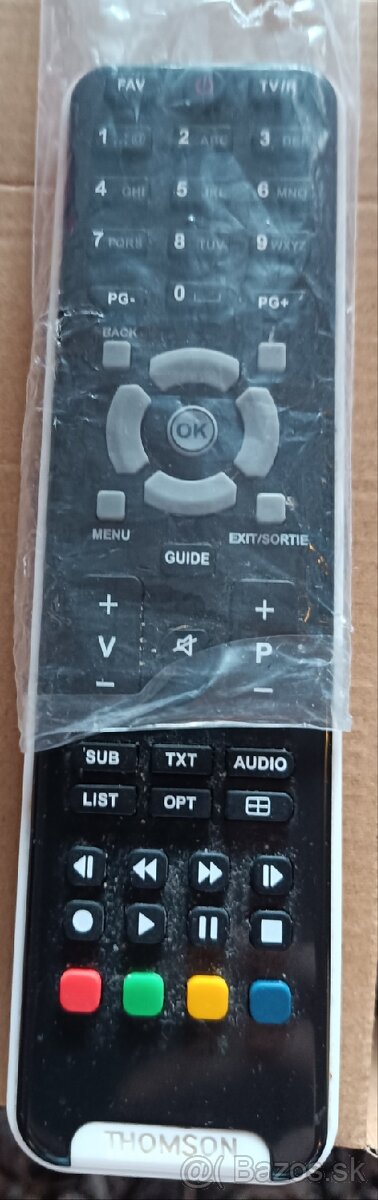 FAV TV/R
1 .,@ 2 ABC 3 DEF
4 GHI 5 JKL 6 MNO
7 PQRS 8 TUV 9 WXYZ
PG- 0 PG+
BACK i
OK
MENU EXIT/SORTIE
GUIDE
+ +
V P
- -
SUB TXT AUDIO
LIST OPT
THOMSON
@ Bazos.sk